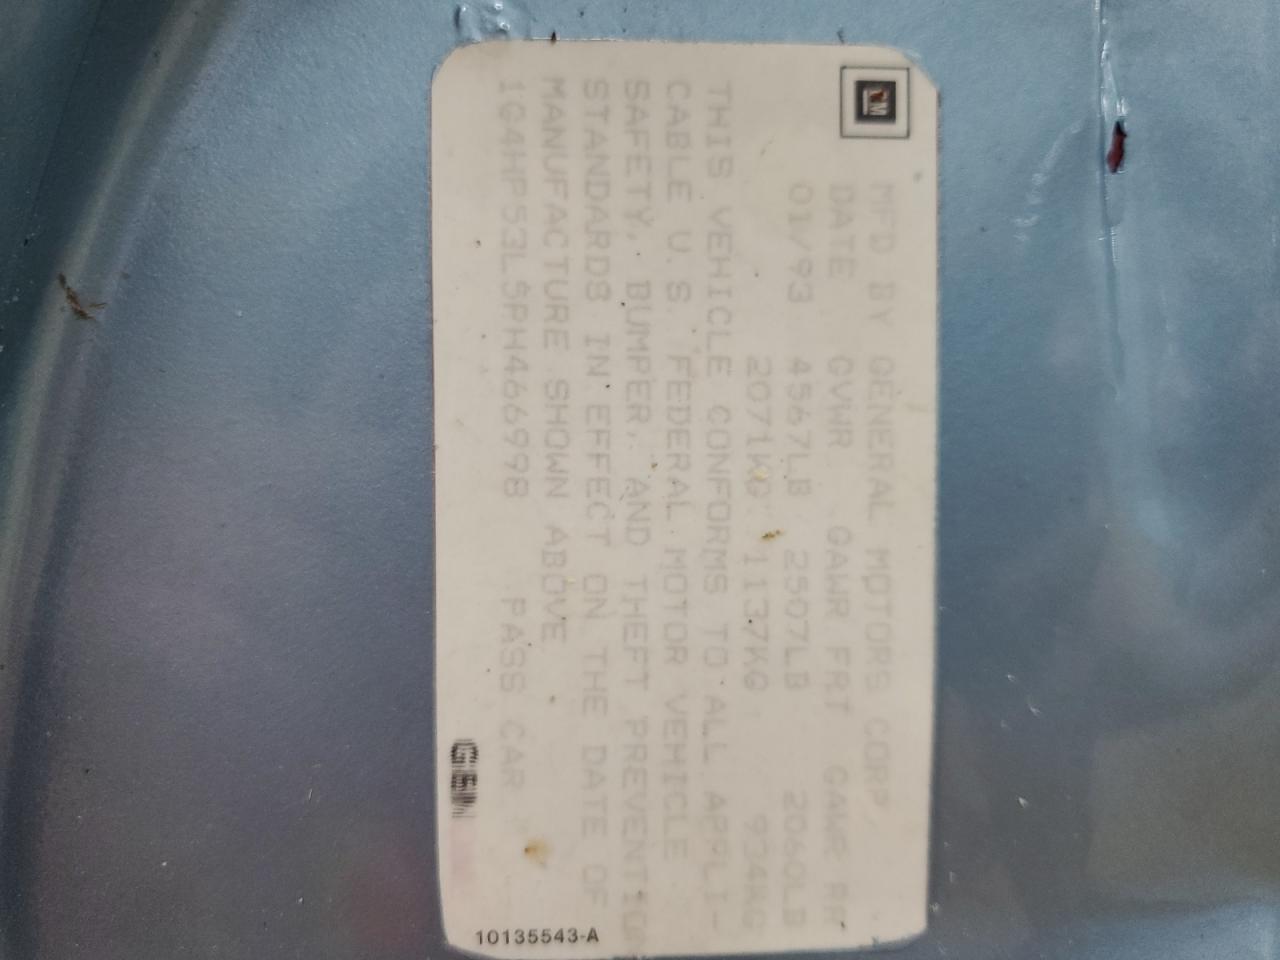 GM
MFD BY GENERAL MOTORS CORP.
DATE GVWR GAWR FRT GAWR RR
01/93 4567LB 2507LB 2060LB
2071KG 1137KG 934KG
THIS VEHICLE CONFORMS TO ALL APPLI-
CABLE U.S. FEDERAL MOTOR VEHICLE
SAFETY, BUMPER, AND THEFT PREVENTION
STANDARDS IN EFFECT ON THE DATE OF
MANUFACTURE SHOWN ABOVE.
1G4HP53L5PH466998 PASS CAR
GM
10135543-A